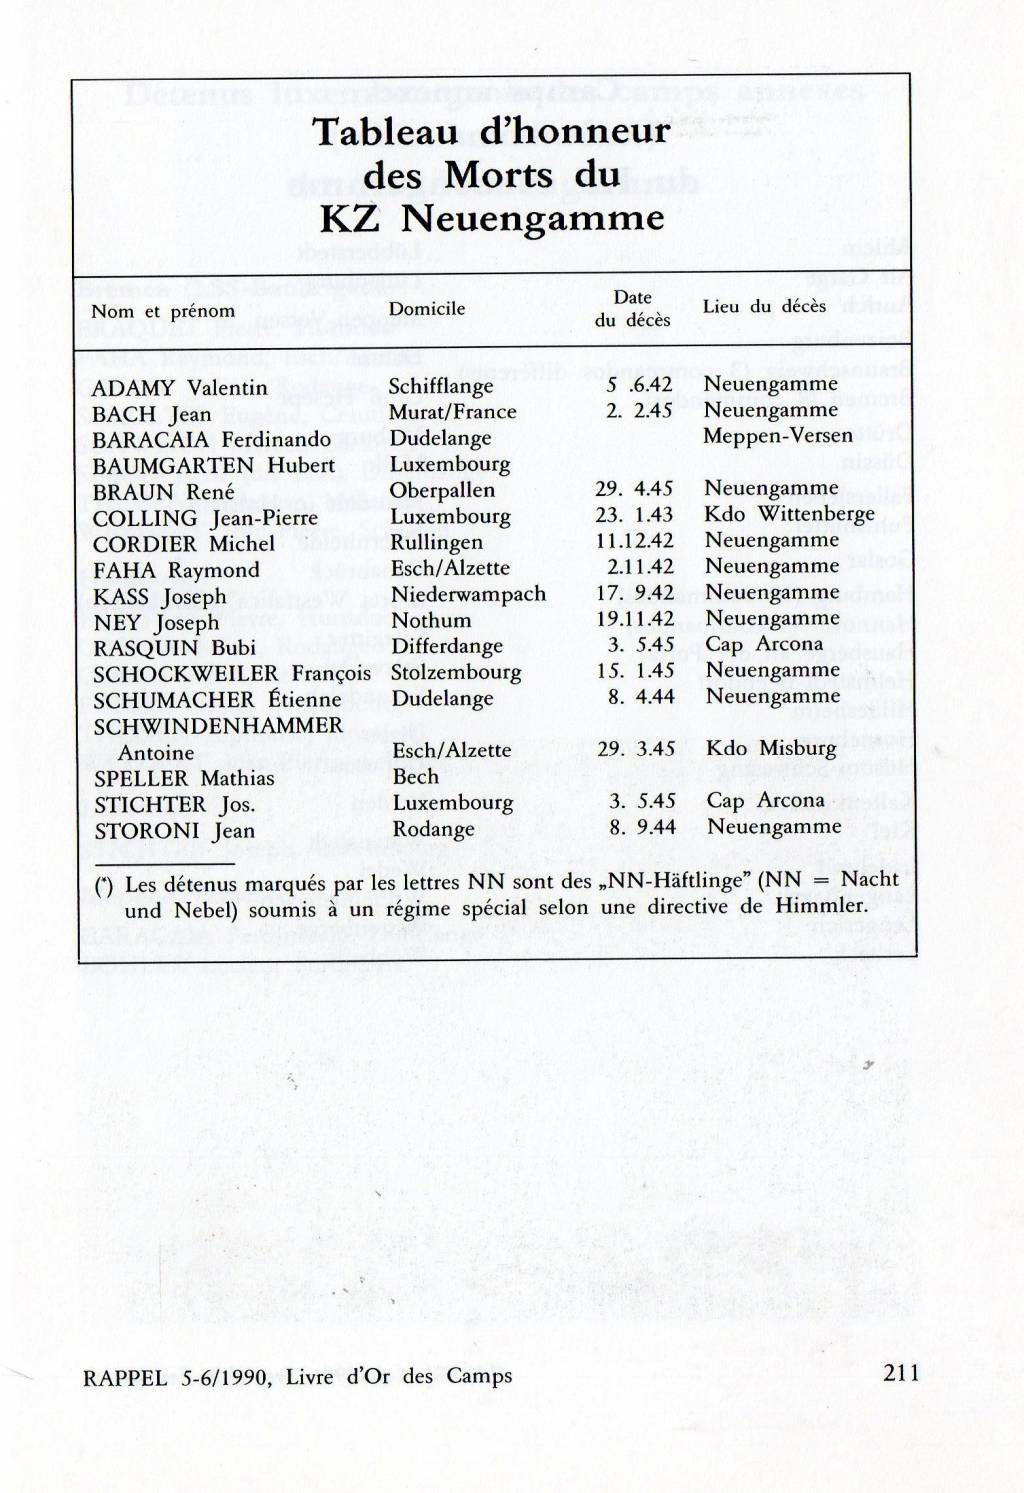 Tableau d'honneur
des Morts du
KZ Neuengamme
Nom et prénom Domicile Date du décès Lieu du décès
ADAMY Valentin Schifflange 5 .6.42 Neuengamme
BACH Jean Murat/France 2. 2.45 Neuengamme
BARACAIA Ferdinando Dudelange Meppen-Versen
BAUMGARTEN Hubert Luxembourg
BRAUN René Oberpallen 29. 4.45 Neuengamme
COLLING Jean-Pierre Luxembourg 23. 1.43 Kdo Wittenberge
CORDIER Michel Rullingen 11.12.42 Neuengamme
FAHA Raymond Esch/Alzette 2.11.42 Neuengamme
KASS Joseph Niederwampach 17. 9.42 Neuengamme
NEY Joseph Nothum 19.11.42 Neuengamme
RASQUIN Bubi Differdange 3. 5.45 Cap Arcona
SCHOCKWEILER François Stolzembourg 15. 1.45 Neuengamme
SCHUMACHER Étienne Dudelange 8. 4.44 Neuengamme
SCHWINDENHAMMER
Antoine Esch/Alzette 29. 3.45 Kdo Misburg
SPELLER Mathias Bech
STICHTER Jos. Luxembourg 3. 5.45 Cap Arcona
STORONI Jean Rodange 8. 9.44 Neuengamme
(*) Les détenus marqués par les lettres NN sont des „NN-Häftlinge” (NN = Nacht
und Nebel) soumis à un régime spécial selon une directive de Himmler.
RAPPEL 5-6/1990, Livre d'Or des Camps 211